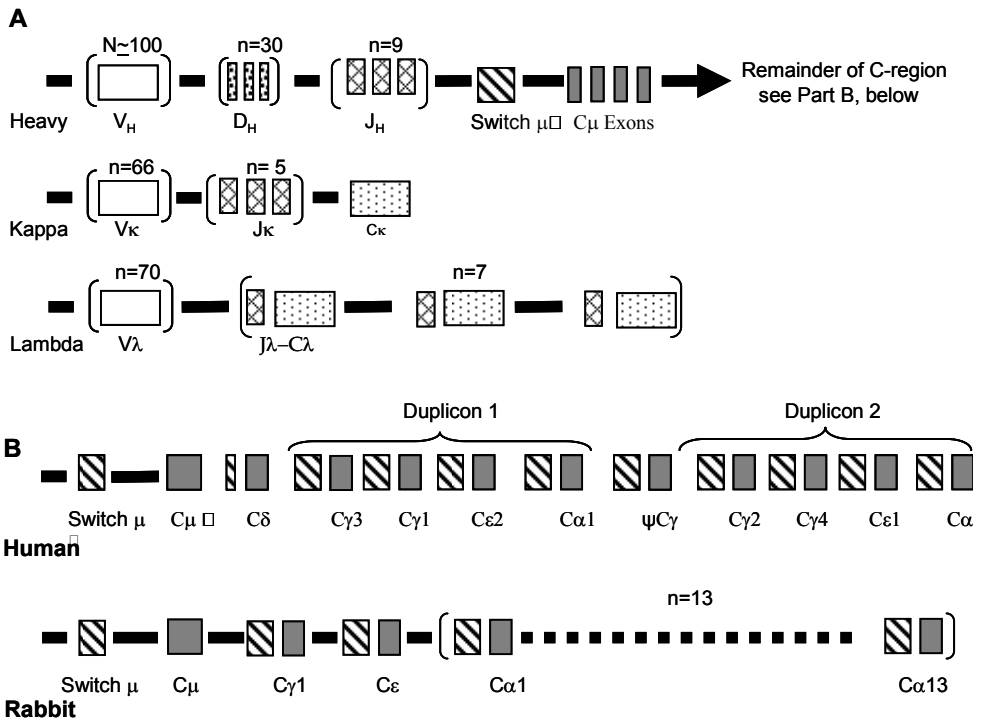 A
N~100 n=30 n=9
Remainder of C-region
see Part B, below
Heavy VH DH JH Switch μ□ Cμ Exons
n=66 n= 5
Kappa Vκ Jκ Cκ
n=70 n=7
Lambda Vλ Jλ–Cλ
Duplicon 1 Duplicon 2
B
Switch μ Cμ □ Cδ Cγ3 Cγ1 Cε2 Cα1 ψCγ Cγ2 Cγ4 Cε1 Cα
Human
n=13
Switch μ Cμ Cγ1 Cε Cα1 Cα13
Rabbit